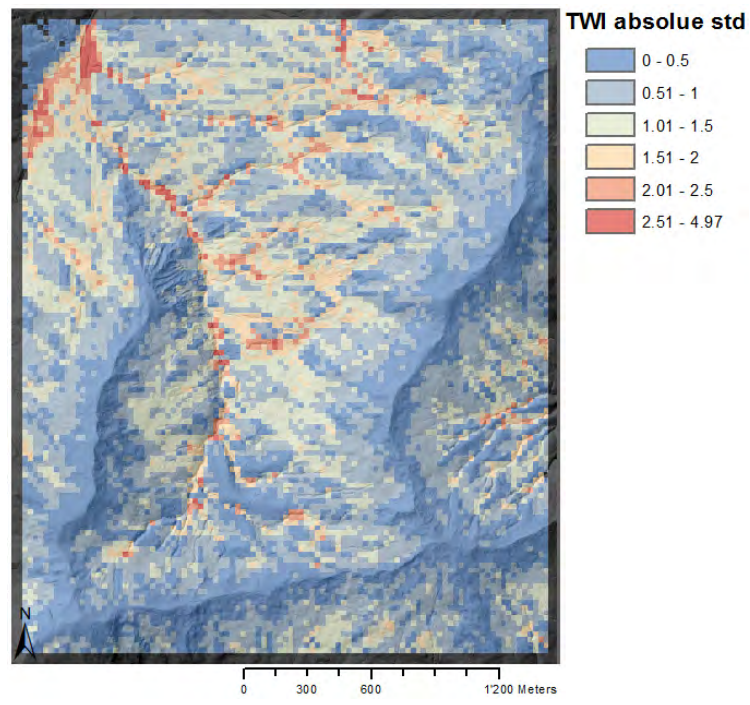 TWI absolue std
0 - 0.5
0.51 - 1
1.01 - 1.5
1.51 - 2
2.01 - 2.5
2.51 - 4.97
N
0 300 600 1'200 Meters